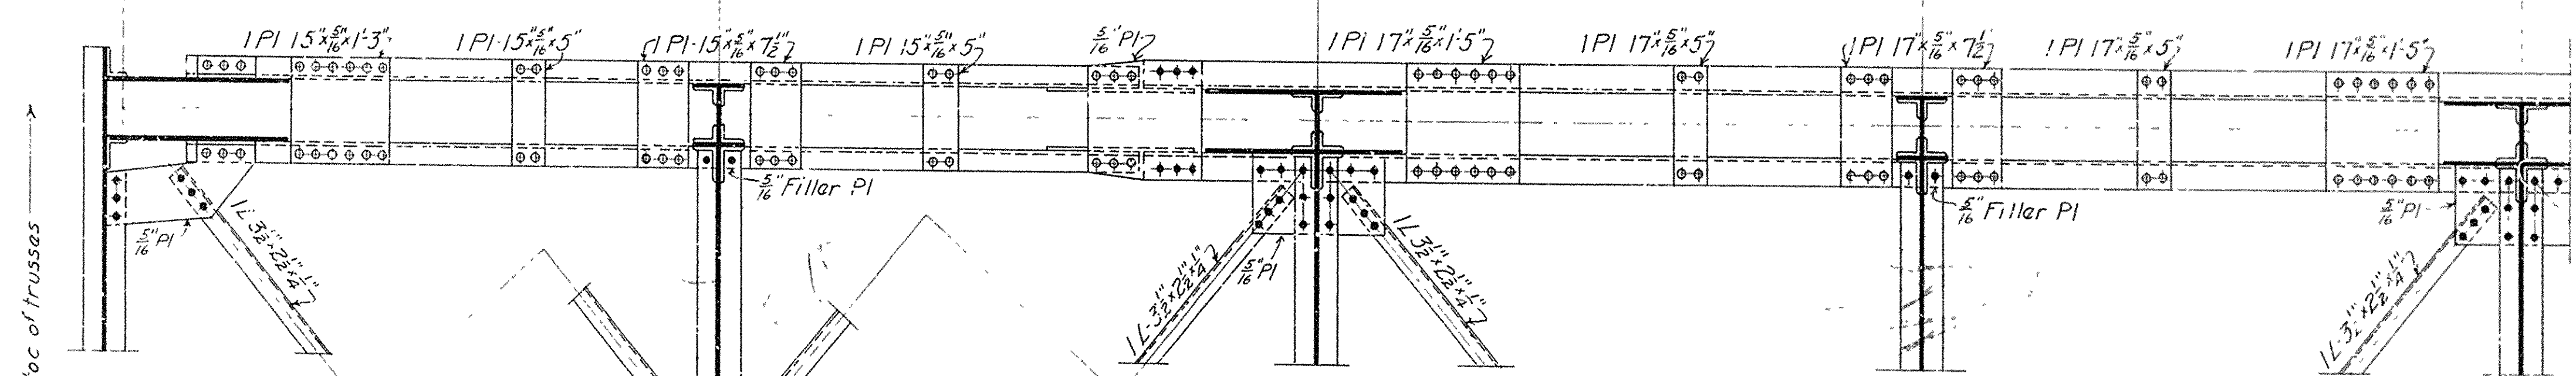 1 Pl 15"x5/16"x1'-3"
1 Pl-15"x5/16"x5"
1 Pl-15"x5/16"x7 1/2"
1 Pl 15"x5/16"x5"
5/16" Pl
1 Pl 17"x5/16"x1'-5"
1 Pl 17"x5/16"x5"
1 Pl 17"x5/16"x7 1/2"
1 Pl 17"x5/16"x5"
1 Pl 17"x5/16"x1'-5"
5/16" Filler Pl
5/16" Filler Pl
5/16" Pl
5/16" Pl
5/16" Pl
1 L-3 1/2"x2 1/2"x1/4"
1 L-3 1/2"x2 1/2"x1/4"
1 L-3 1/2"x2 1/2"x1/4"
1 L-3 1/2"x2 1/2"x1/4"
of trusses